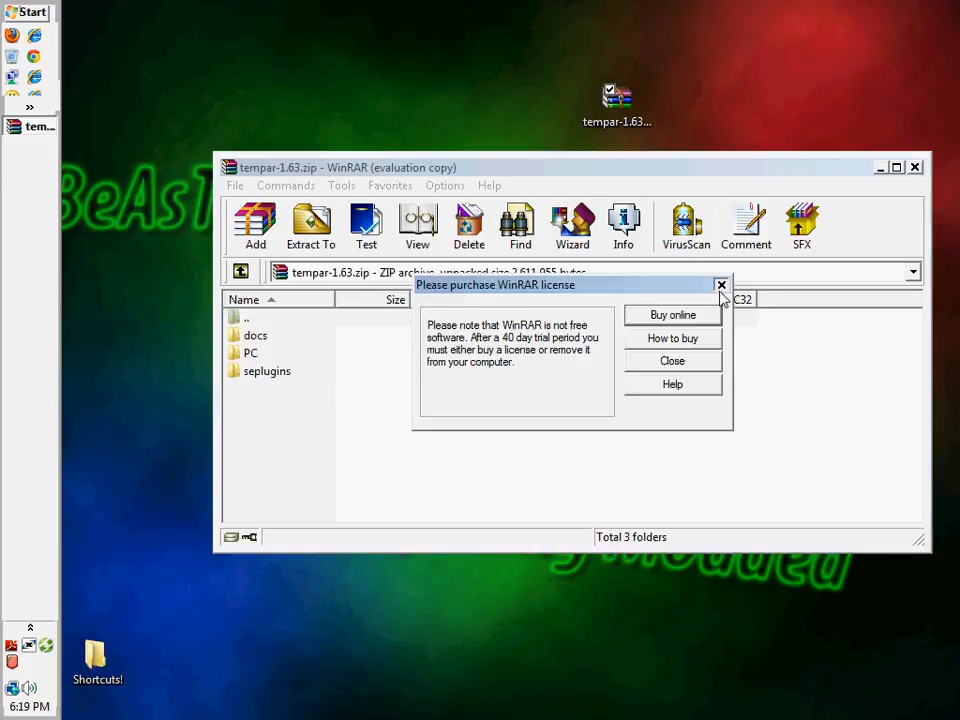 Start
tem...
6:19 PM
tempar-1.63...
BeAsT
tempar-1.63.zip - WinRAR (evaluation copy)
File Commands Tools Favorites Options Help
Add Extract To Test View Delete Find Wizard Info VirusScan Comment SFX
tempar-1.63.zip - ZIP archive, unpacked size 2,611,955 bytes
Name Size C32
..
docs
PC
seplugins
Please purchase WinRAR license
Please note that WinRAR is not free
software. After a 40 day trial period you
must either buy a license or remove it
from your computer.
Buy online
How to buy
Close
Help
Total 3 folders
Shortcuts!